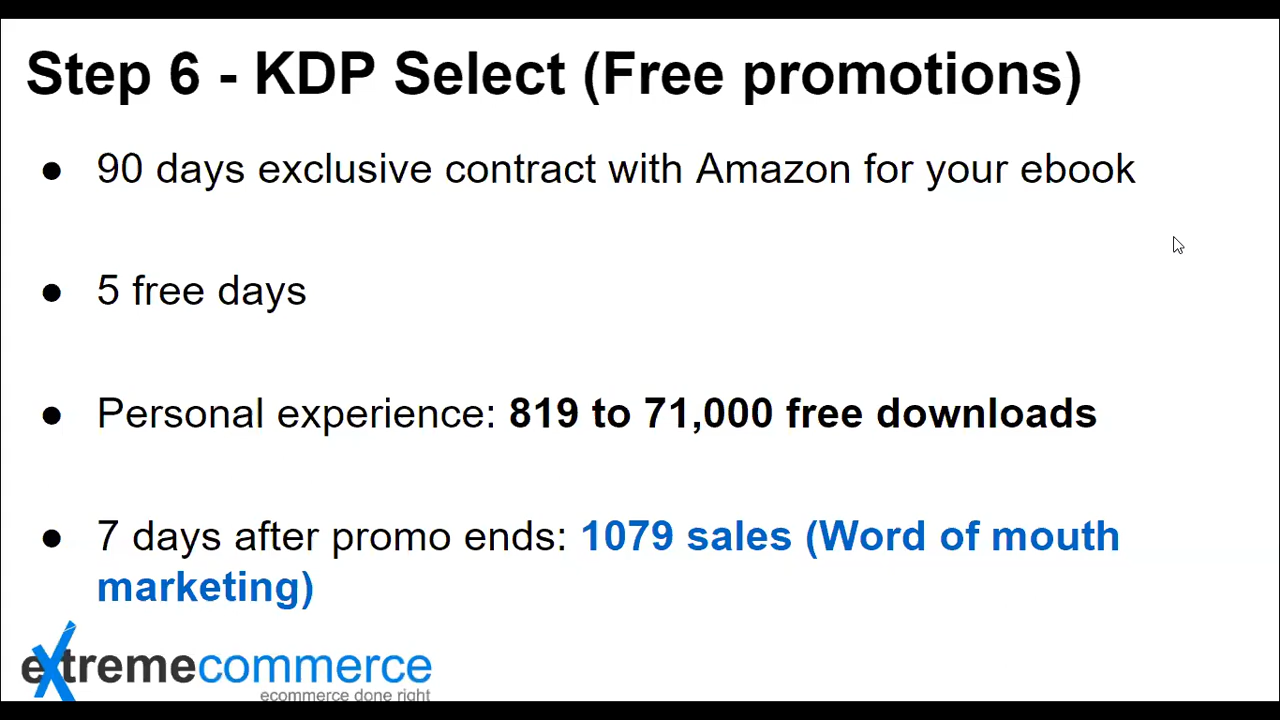 Step 6 - KDP Select (Free promotions)
● 90 days exclusive contract with Amazon for your ebook
● 5 free days
● Personal experience: 819 to 71,000 free downloads
● 7 days after promo ends: 1079 sales (Word of mouth
marketing)
extremecommerce
ecommerce done right